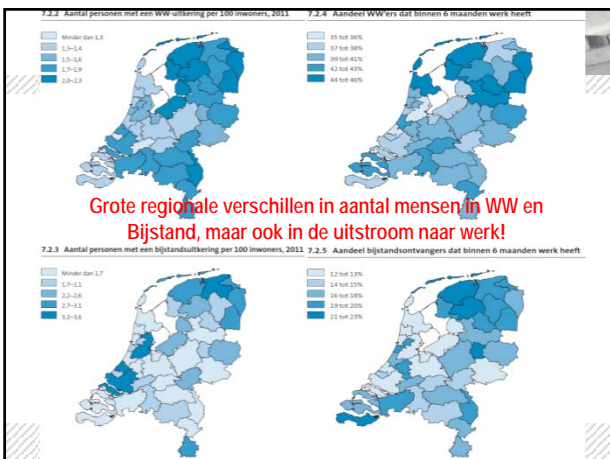 7.2.2 Aantal personen met een WW-uitkering per 100 inwoners, 2011
Minder dan 1,3
1,3–1,4
1,5–1,6
1,7–1,9
2,0–2,3
7.2.4 Aandeel WW'ers dat binnen 6 maanden werk heeft
35 tot 36%
37 tot 38%
39 tot 41%
42 tot 43%
44 tot 46%
Grote regionale verschillen in aantal mensen in WW en
Bijstand, maar ook in de uitstroom naar werk!
7.2.3 Aantal personen met een bijstandsuitkering per 100 inwoners, 2011
Minder dan 1,7
1,7–2,1
2,2–2,6
2,7–3,1
3,2–3,6
7.2.5 Aandeel bijstandsontvangers dat binnen 6 maanden werk heeft
12 tot 13%
14 tot 15%
16 tot 18%
19 tot 20%
21 tot 23%